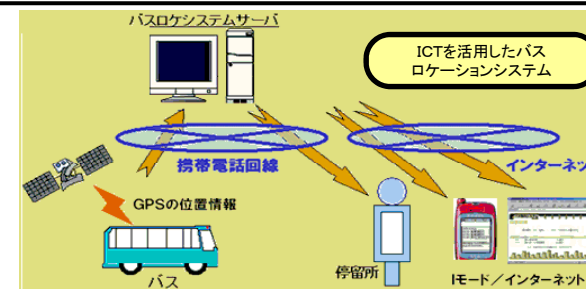 バスロケシステムサーバ
ICTを活用したバス
ロケーションシステム
携帯電話回線
インターネッ
GPSの位置情報
バス
停留所
iモード／インターネット